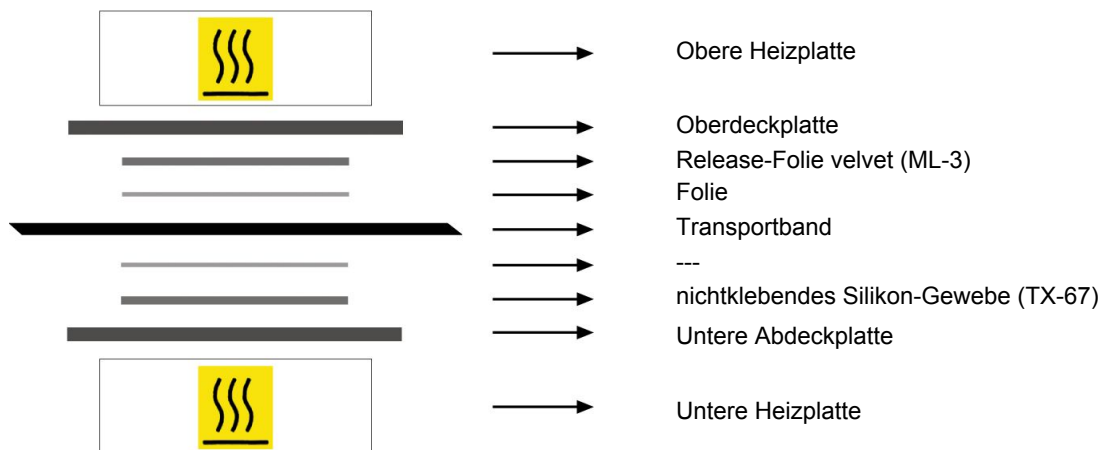 Obere Heizplatte
Oberdeckplatte
Release-Folie velvet (ML-3)
Folie
Transportband
---
nichtklebendes Silikon-Gewebe (TX-67)
Untere Abdeckplatte
Untere Heizplatte